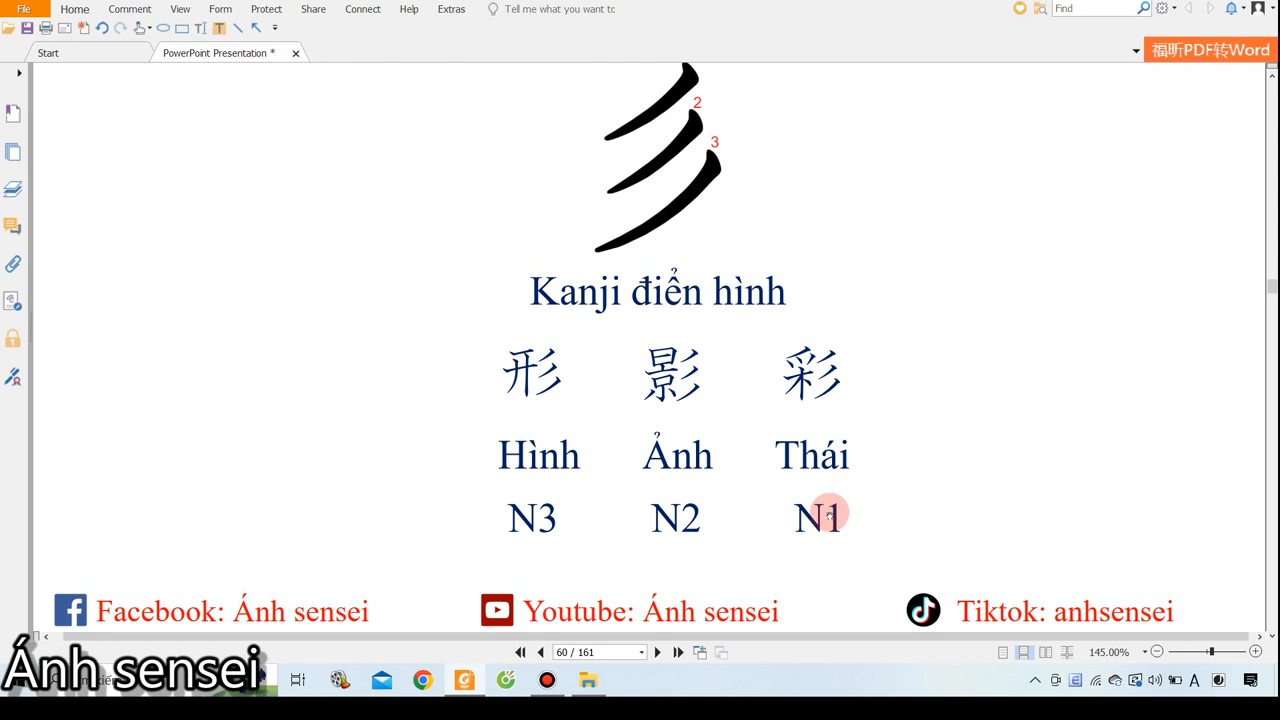 File Home Comment View Form Protect Share Connect Help Extras Tell me what you want to Find
Start PowerPoint Presentation * 福昕PDF转Word
2
3
彡
Kanji điển hình
形 影 彩
Hình Ảnh Thái
N3 N2 N1
Facebook: Ánh sensei Youtube: Ánh sensei Tiktok: anhsensei
60 / 161 145.00%
Ánh sensei